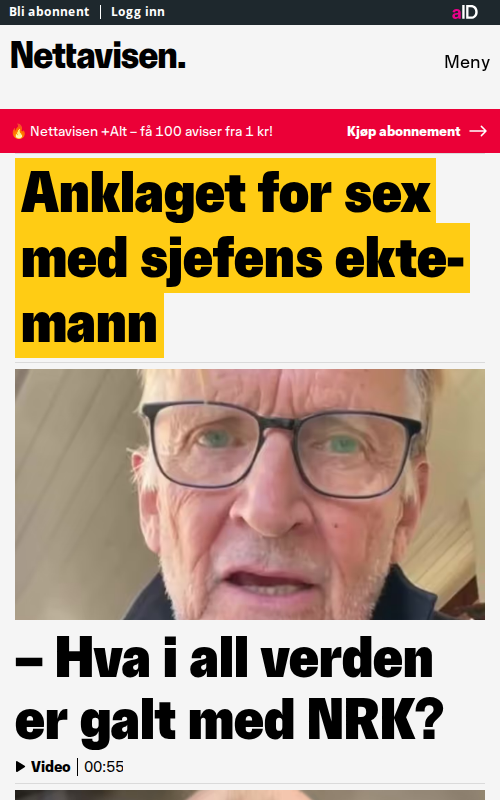 Bli abonnent | Logg inn aID
Nettavisen.
Meny
🔥 Nettavisen +Alt – få 100 aviser fra 1 kr! Kjøp abonnement →
Anklaget for sex
med sjefens ekte-
mann
– Hva i all verden
er galt med NRK?
Video | 00:55